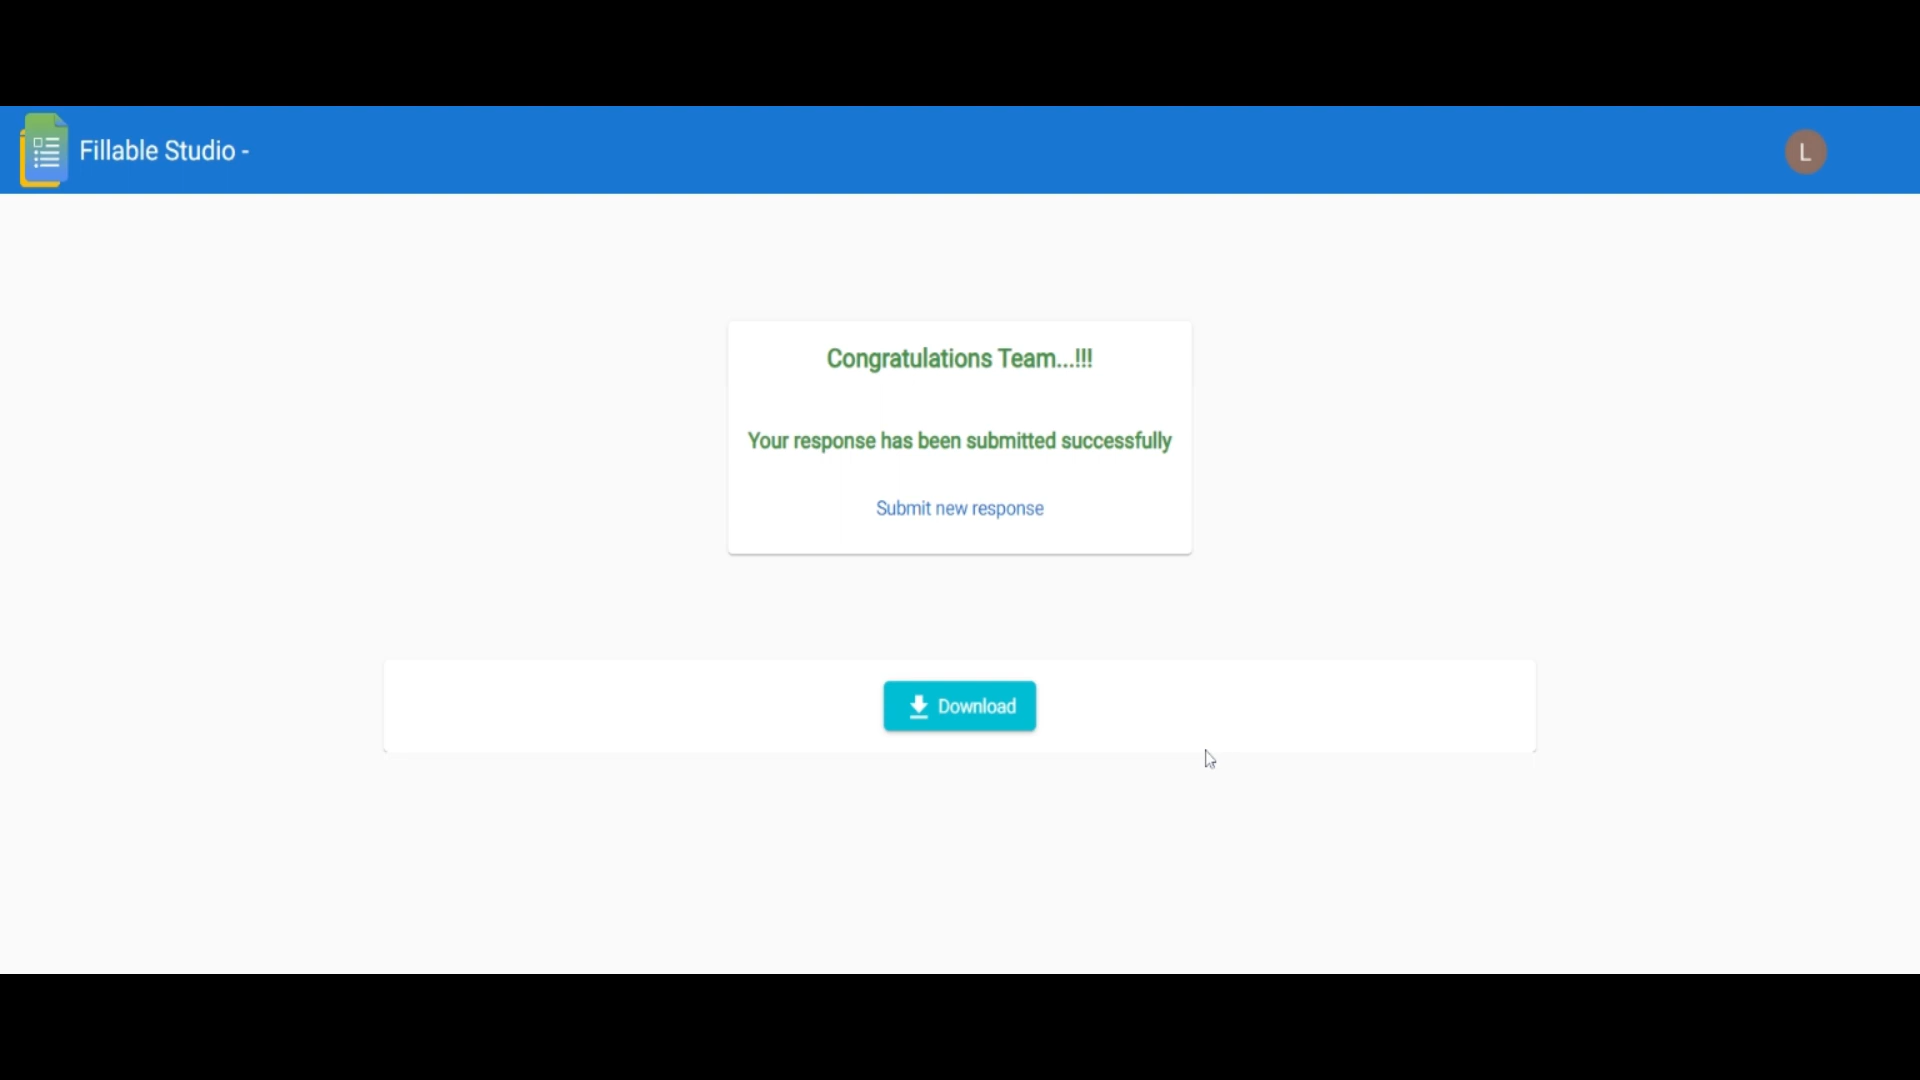 Fillable Studio -
L
Congratulations Team...!!!
Your response has been submitted successfully
Submit new response
Download